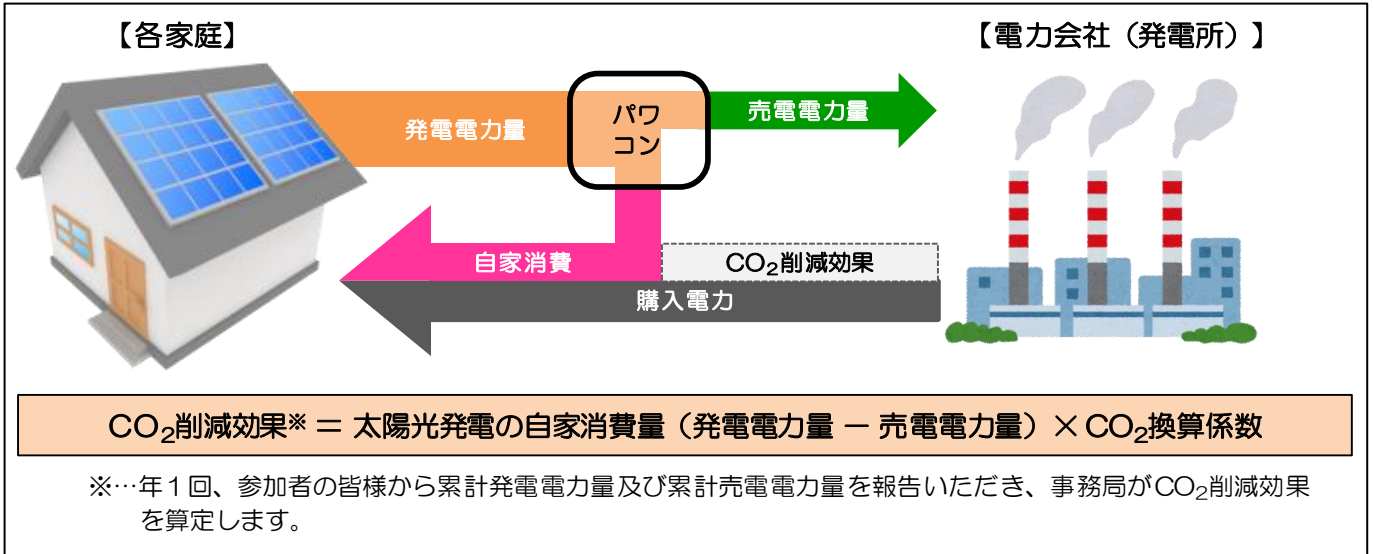 【各家庭】
【電力会社（発電所）】
発電電力量
パワ
コン
売電電力量
自家消費
CO₂削減効果
購入電力
CO₂削減効果※ ＝ 太陽光発電の自家消費量（発電電力量 － 売電電力量）×CO₂換算係数
※…年１回、参加者の皆様から累計発電電力量及び累計売電電力量を報告いただき、事務局がCO₂削減効果
を算定します。